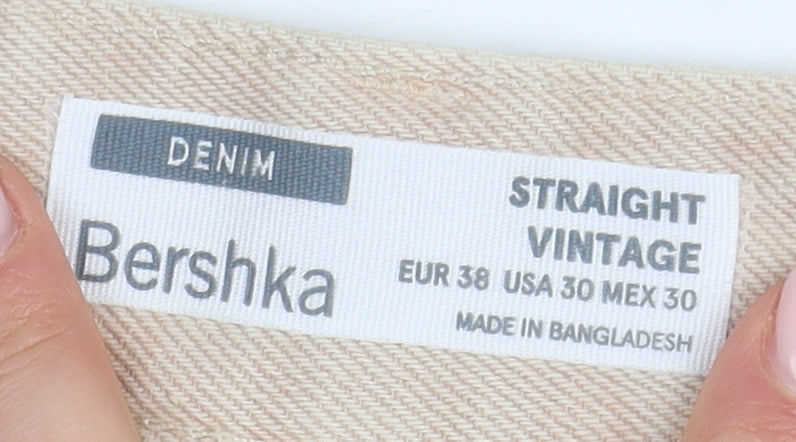 DENIM
Bershka
STRAIGHT
VINTAGE
EUR 38 USA 30 MEX 30
MADE IN BANGLADESH